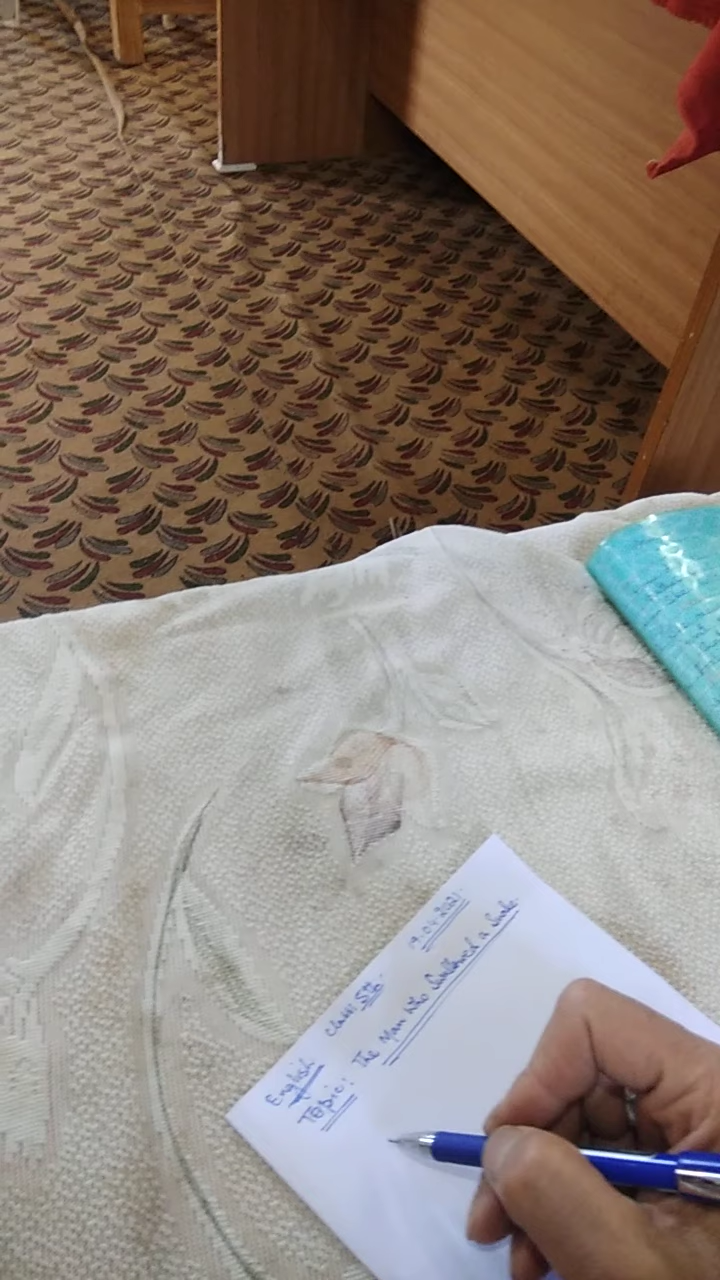 English Class: 5th 19.04.2021.
Topic: The Man who Swallowed a Snake.